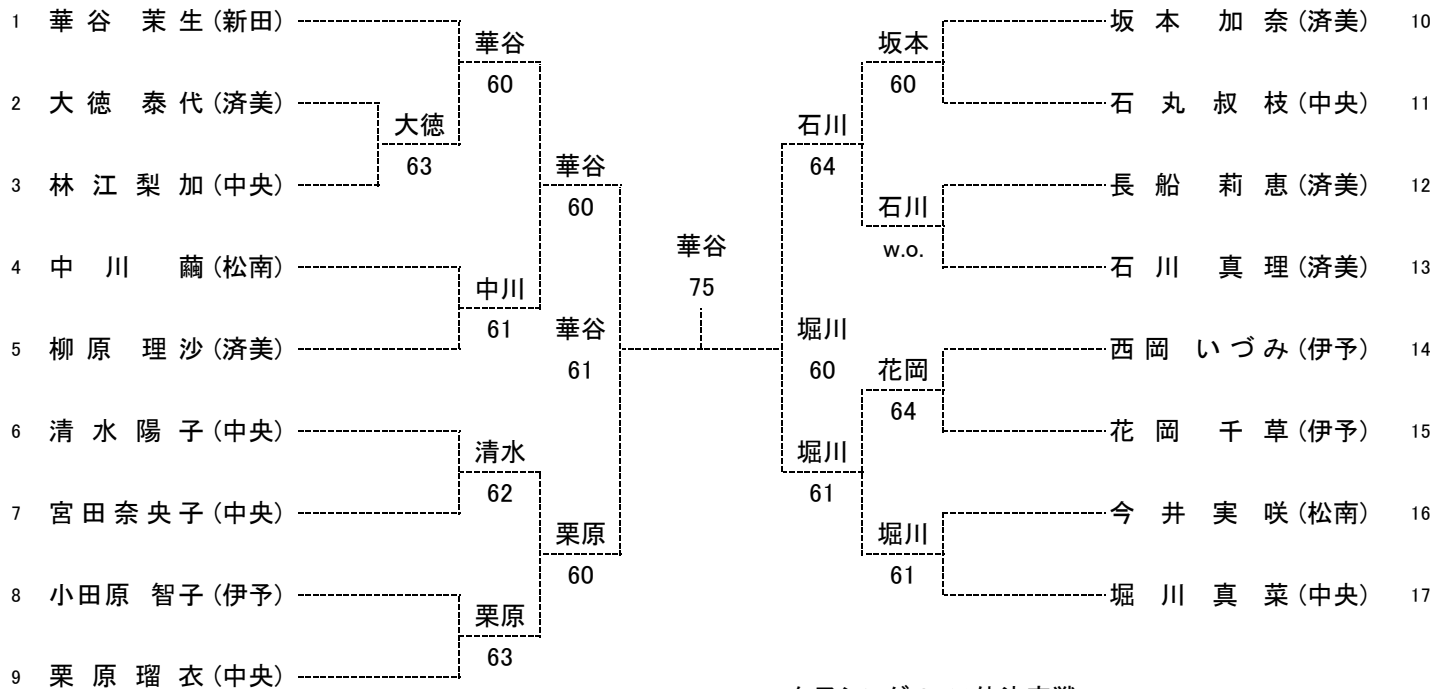 1 華谷 茉生(新田)
2 大徳 泰代(済美)
3 林江梨加(中央)
4 中川 繭(松南)
5 柳原 理沙(済美)
6 清水陽子(中央)
7 宮田奈央子(中央)
8 小田原 智子(伊予)
9 栗原瑠衣(中央)
大徳
63
華谷
60
中川
61
清水
62
栗原
63
華谷
60
栗原
60
華谷
61
華谷
75
堀川
60
石川
64
堀川
61
坂本
60
石川
w.o.
花岡
64
堀川
61
坂本 加奈(済美) 10
石丸叔枝(中央) 11
長船 莉恵(済美) 12
石川 真理(済美) 13
西岡 いづみ(伊予) 14
花岡 千草(伊予) 15
今井実咲(松南) 16
堀川真菜(中央) 17